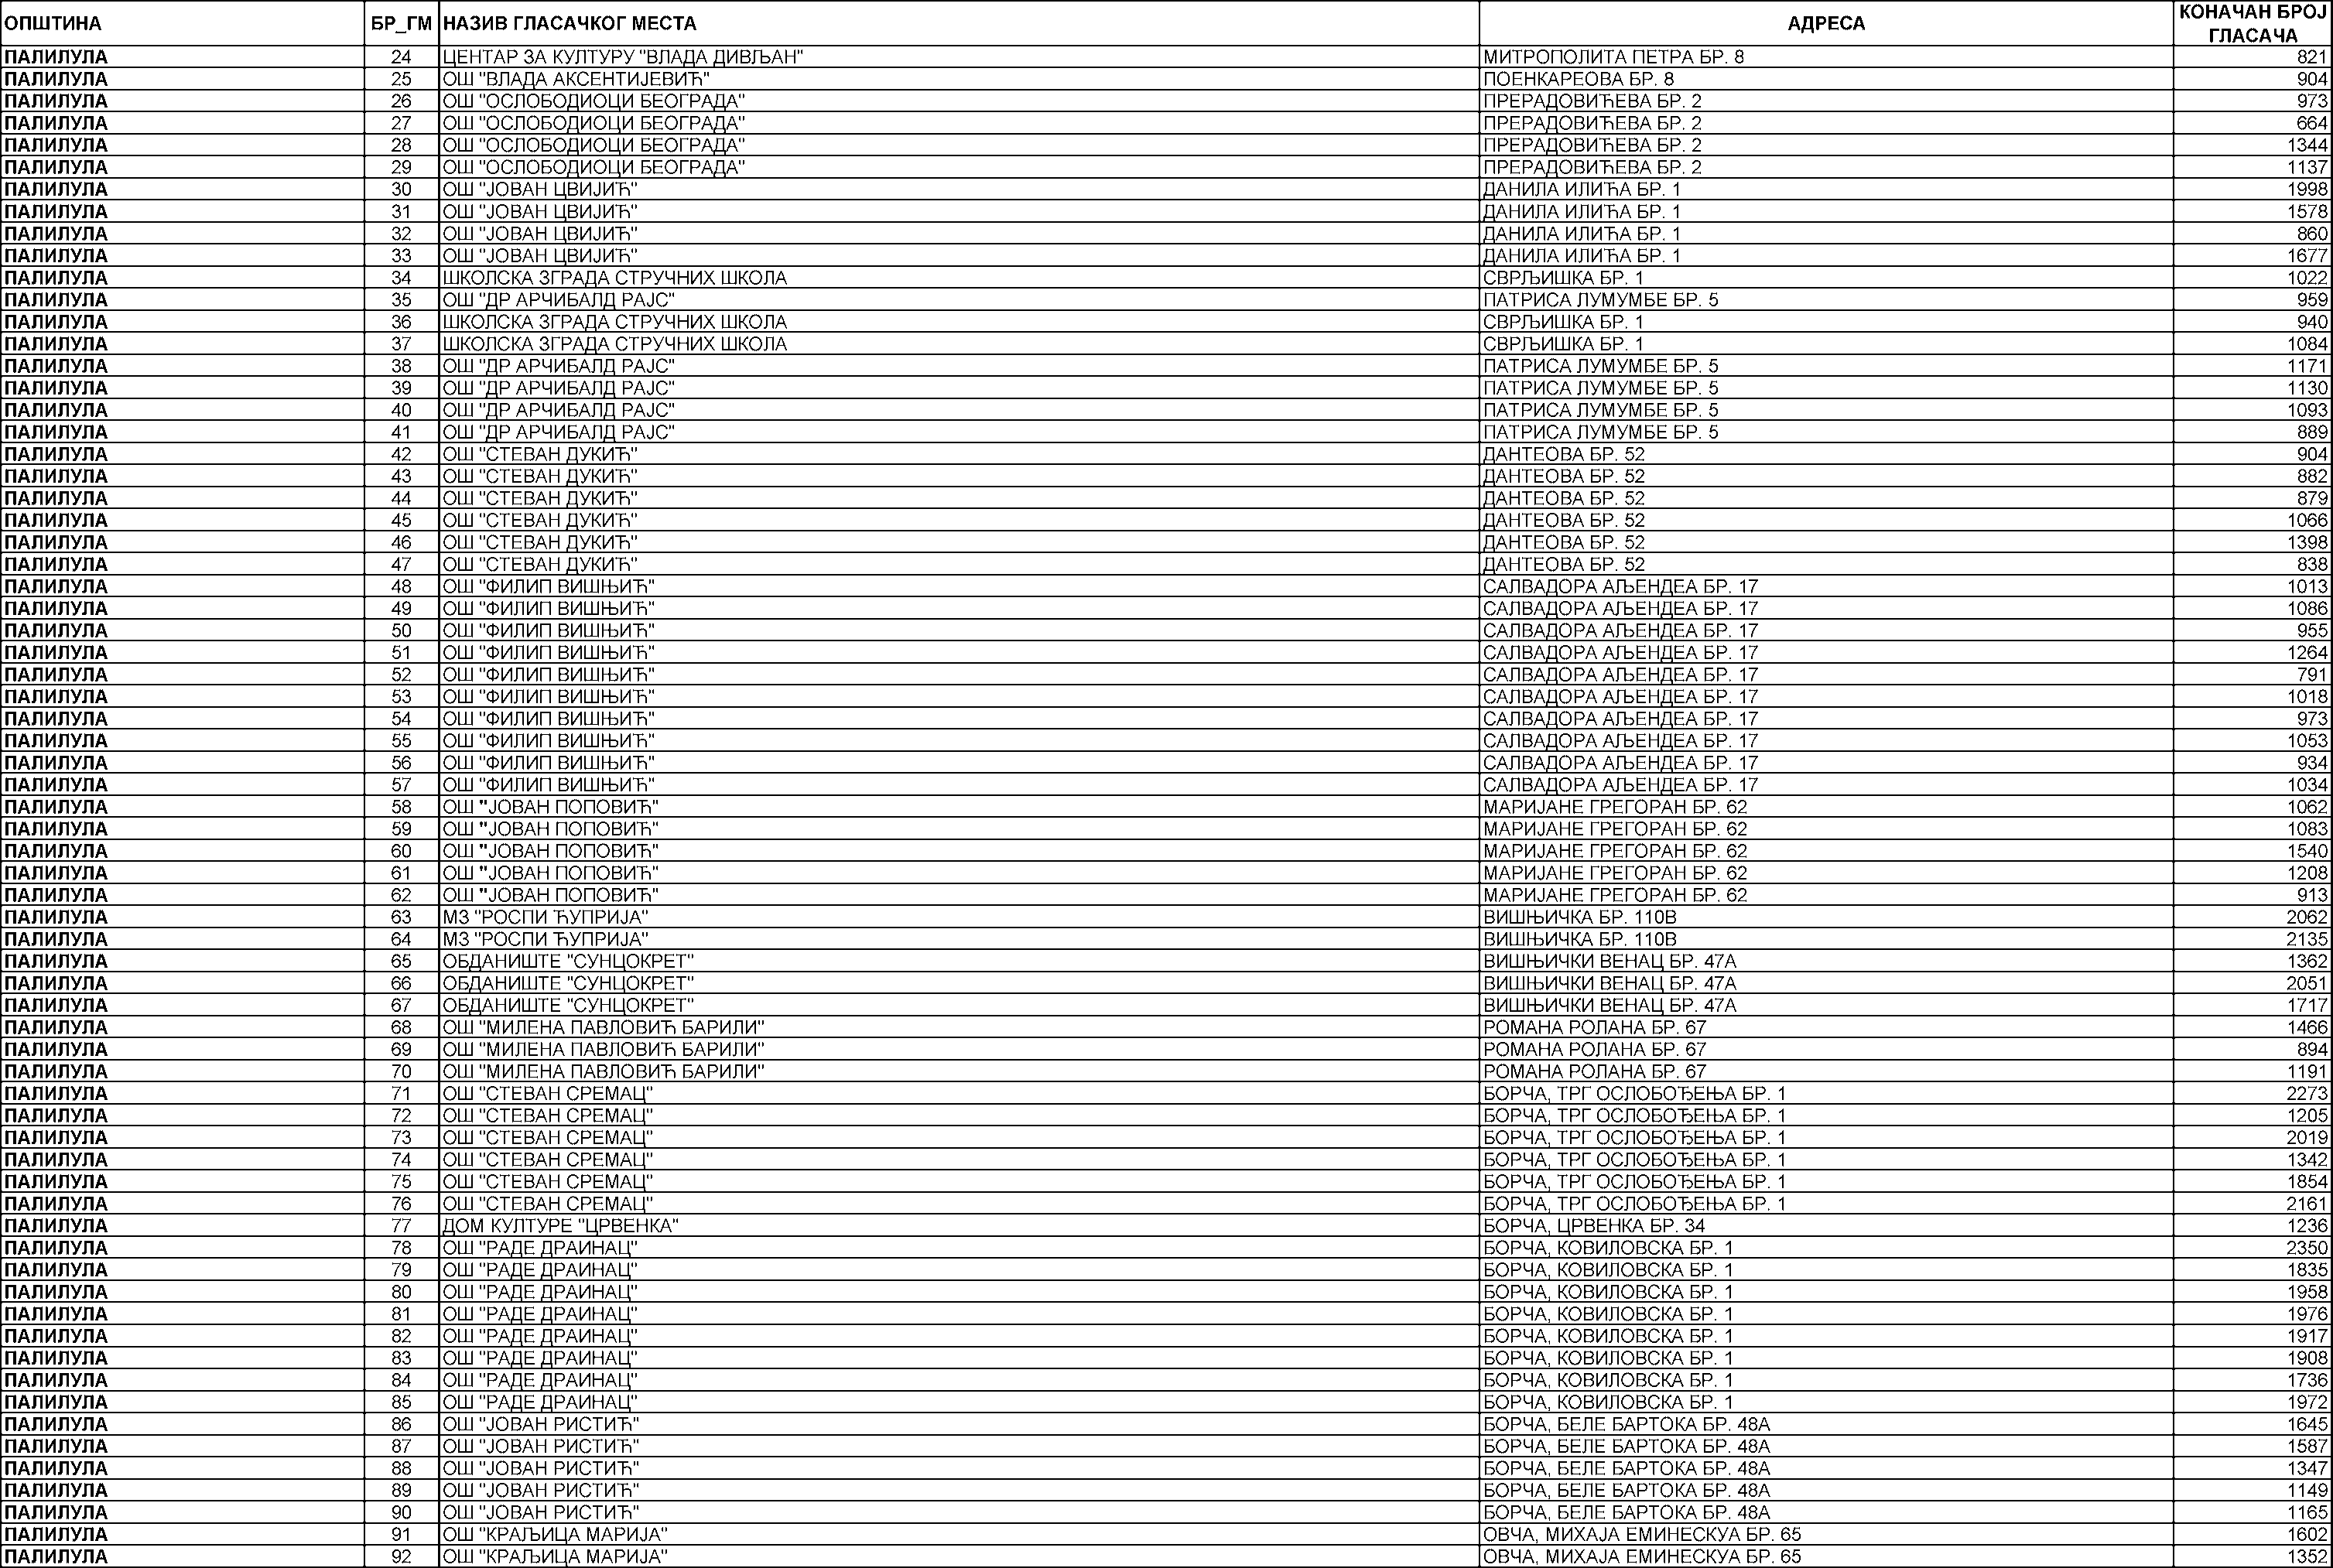 ОПШТИНА БР_ГМ НАЗИВ ГЛАСАЧКОГ МЕСТА АДРЕСА КОНАЧАН БРОЈ ГЛАСАЧА
ПАЛИЛУЛА 24 ЦЕНТАР ЗА КУЛТУРУ "ВЛАДА ДИВЉАН" МИТРОПОЛИТА ПЕТРА БР. 8 821
ПАЛИЛУЛА 25 ОШ "ВЛАДА АКСЕНТИЈЕВИЋ" ПОЕНКАРЕОВА БР. 8 904
ПАЛИЛУЛА 26 ОШ "ОСЛОБОДИОЦИ БЕОГРАДА" ПРЕРАДОВИЋЕВА БР. 2 973
ПАЛИЛУЛА 27 ОШ "ОСЛОБОДИОЦИ БЕОГРАДА" ПРЕРАДОВИЋЕВА БР. 2 664
ПАЛИЛУЛА 28 ОШ "ОСЛОБОДИОЦИ БЕОГРАДА" ПРЕРАДОВИЋЕВА БР. 2 1344
ПАЛИЛУЛА 29 ОШ "ОСЛОБОДИОЦИ БЕОГРАДА" ПРЕРАДОВИЋЕВА БР. 2 1137
ПАЛИЛУЛА 30 ОШ "ЈОВАН ЦВИЈИЋ" ДАНИЛА ИЛИЋА БР. 1 1998
ПАЛИЛУЛА 31 ОШ "ЈОВАН ЦВИЈИЋ" ДАНИЛА ИЛИЋА БР. 1 1578
ПАЛИЛУЛА 32 ОШ "ЈОВАН ЦВИЈИЋ" ДАНИЛА ИЛИЋА БР. 1 860
ПАЛИЛУЛА 33 ОШ "ЈОВАН ЦВИЈИЋ" ДАНИЛА ИЛИЋА БР. 1 1677
ПАЛИЛУЛА 34 ШКОЛСКА ЗГРАДА СТРУЧНИХ ШКОЛА СВРЉИШКА БР. 1 1022
ПАЛИЛУЛА 35 ОШ "ДР АРЧИБАЛД РАЈС" ПАТРИСА ЛУМУМБЕ БР. 5 959
ПАЛИЛУЛА 36 ШКОЛСКА ЗГРАДА СТРУЧНИХ ШКОЛА СВРЉИШКА БР. 1 940
ПАЛИЛУЛА 37 ШКОЛСКА ЗГРАДА СТРУЧНИХ ШКОЛА СВРЉИШКА БР. 1 1084
ПАЛИЛУЛА 38 ОШ "ДР АРЧИБАЛД РАЈС" ПАТРИСА ЛУМУМБЕ БР. 5 1171
ПАЛИЛУЛА 39 ОШ "ДР АРЧИБАЛД РАЈС" ПАТРИСА ЛУМУМБЕ БР. 5 1130
ПАЛИЛУЛА 40 ОШ "ДР АРЧИБАЛД РАЈС" ПАТРИСА ЛУМУМБЕ БР. 5 1093
ПАЛИЛУЛА 41 ОШ "ДР АРЧИБАЛД РАЈС" ПАТРИСА ЛУМУМБЕ БР. 5 889
ПАЛИЛУЛА 42 ОШ "СТЕВАН ДУКИЋ" ДАНТЕОВА БР. 52 904
ПАЛИЛУЛА 43 ОШ "СТЕВАН ДУКИЋ" ДАНТЕОВА БР. 52 882
ПАЛИЛУЛА 44 ОШ "СТЕВАН ДУКИЋ" ДАНТЕОВА БР. 52 879
ПАЛИЛУЛА 45 ОШ "СТЕВАН ДУКИЋ" ДАНТЕОВА БР. 52 1066
ПАЛИЛУЛА 46 ОШ "СТЕВАН ДУКИЋ" ДАНТЕОВА БР. 52 1398
ПАЛИЛУЛА 47 ОШ "СТЕВАН ДУКИЋ" ДАНТЕОВА БР. 52 838
ПАЛИЛУЛА 48 ОШ "ФИЛИП ВИШЊИЋ" САЛВАДОРА АЉЕНДЕА БР. 17 1013
ПАЛИЛУЛА 49 ОШ "ФИЛИП ВИШЊИЋ" САЛВАДОРА АЉЕНДЕА БР. 17 1086
ПАЛИЛУЛА 50 ОШ "ФИЛИП ВИШЊИЋ" САЛВАДОРА АЉЕНДЕА БР. 17 955
ПАЛИЛУЛА 51 ОШ "ФИЛИП ВИШЊИЋ" САЛВАДОРА АЉЕНДЕА БР. 17 1264
ПАЛИЛУЛА 52 ОШ "ФИЛИП ВИШЊИЋ" САЛВАДОРА АЉЕНДЕА БР. 17 791
ПАЛИЛУЛА 53 ОШ "ФИЛИП ВИШЊИЋ" САЛВАДОРА АЉЕНДЕА БР. 17 1018
ПАЛИЛУЛА 54 ОШ "ФИЛИП ВИШЊИЋ" САЛВАДОРА АЉЕНДЕА БР. 17 973
ПАЛИЛУЛА 55 ОШ "ФИЛИП ВИШЊИЋ" САЛВАДОРА АЉЕНДЕА БР. 17 1053
ПАЛИЛУЛА 56 ОШ "ФИЛИП ВИШЊИЋ" САЛВАДОРА АЉЕНДЕА БР. 17 934
ПАЛИЛУЛА 57 ОШ "ФИЛИП ВИШЊИЋ" САЛВАДОРА АЉЕНДЕА БР. 17 1034
ПАЛИЛУЛА 58 ОШ "ЈОВАН ПОПОВИЋ" МАРИЈАНЕ ГРЕГОРАН БР. 62 1062
ПАЛИЛУЛА 59 ОШ "ЈОВАН ПОПОВИЋ" МАРИЈАНЕ ГРЕГОРАН БР. 62 1083
ПАЛИЛУЛА 60 ОШ "ЈОВАН ПОПОВИЋ" МАРИЈАНЕ ГРЕГОРАН БР. 62 1540
ПАЛИЛУЛА 61 ОШ "ЈОВАН ПОПОВИЋ" МАРИЈАНЕ ГРЕГОРАН БР. 62 1208
ПАЛИЛУЛА 62 ОШ "ЈОВАН ПОПОВИЋ" МАРИЈАНЕ ГРЕГОРАН БР. 62 913
ПАЛИЛУЛА 63 МЗ "РОСПИ ЋУПРИЈА" ВИШЊИЧКА БР. 110В 2062
ПАЛИЛУЛА 64 МЗ "РОСПИ ЋУПРИЈА" ВИШЊИЧКА БР. 110В 2135
ПАЛИЛУЛА 65 ОБДАНИШТЕ "СУНЦОКРЕТ" ВИШЊИЧКИ ВЕНАЦ БР. 47А 1362
ПАЛИЛУЛА 66 ОБДАНИШТЕ "СУНЦОКРЕТ" ВИШЊИЧКИ ВЕНАЦ БР. 47А 2051
ПАЛИЛУЛА 67 ОБДАНИШТЕ "СУНЦОКРЕТ" ВИШЊИЧКИ ВЕНАЦ БР. 47А 1717
ПАЛИЛУЛА 68 ОШ "МИЛЕНА ПАВЛОВИЋ БАРИЛИ" РОМАНА РОЛАНА БР. 67 1466
ПАЛИЛУЛА 69 ОШ "МИЛЕНА ПАВЛОВИЋ БАРИЛИ" РОМАНА РОЛАНА БР. 67 894
ПАЛИЛУЛА 70 ОШ "МИЛЕНА ПАВЛОВИЋ БАРИЛИ" РОМАНА РОЛАНА БР. 67 1191
ПАЛИЛУЛА 71 ОШ "СТЕВАН СРЕМАЦ" БОРЧА, ТРГ ОСЛОБОЂЕЊА БР. 1 2273
ПАЛИЛУЛА 72 ОШ "СТЕВАН СРЕМАЦ" БОРЧА, ТРГ ОСЛОБОЂЕЊА БР. 1 1205
ПАЛИЛУЛА 73 ОШ "СТЕВАН СРЕМАЦ" БОРЧА, ТРГ ОСЛОБОЂЕЊА БР. 1 2019
ПАЛИЛУЛА 74 ОШ "СТЕВАН СРЕМАЦ" БОРЧА, ТРГ ОСЛОБОЂЕЊА БР. 1 1342
ПАЛИЛУЛА 75 ОШ "СТЕВАН СРЕМАЦ" БОРЧА, ТРГ ОСЛОБОЂЕЊА БР. 1 1854
ПАЛИЛУЛА 76 ОШ "СТЕВАН СРЕМАЦ" БОРЧА, ТРГ ОСЛОБОЂЕЊА БР. 1 2161
ПАЛИЛУЛА 77 ДОМ КУЛТУРЕ "ЦРВЕНКА" БОРЧА, ЦРВЕНКА БР. 34 1236
ПАЛИЛУЛА 78 ОШ "РАДЕ ДРАИНАЦ" БОРЧА, КОВИЛОВСКА БР. 1 2350
ПАЛИЛУЛА 79 ОШ "РАДЕ ДРАИНАЦ" БОРЧА, КОВИЛОВСКА БР. 1 1835
ПАЛИЛУЛА 80 ОШ "РАДЕ ДРАИНАЦ" БОРЧА, КОВИЛОВСКА БР. 1 1958
ПАЛИЛУЛА 81 ОШ "РАДЕ ДРАИНАЦ" БОРЧА, КОВИЛОВСКА БР. 1 1976
ПАЛИЛУЛА 82 ОШ "РАДЕ ДРАИНАЦ" БОРЧА, КОВИЛОВСКА БР. 1 1917
ПАЛИЛУЛА 83 ОШ "РАДЕ ДРАИНАЦ" БОРЧА, КОВИЛОВСКА БР. 1 1908
ПАЛИЛУЛА 84 ОШ "РАДЕ ДРАИНАЦ" БОРЧА, КОВИЛОВСКА БР. 1 1736
ПАЛИЛУЛА 85 ОШ "РАДЕ ДРАИНАЦ" БОРЧА, КОВИЛОВСКА БР. 1 1972
ПАЛИЛУЛА 86 ОШ "ЈОВАН РИСТИЋ" БОРЧА, БЕЛЕ БАРТОКА БР. 48А 1645
ПАЛИЛУЛА 87 ОШ "ЈОВАН РИСТИЋ" БОРЧА, БЕЛЕ БАРТОКА БР. 48А 1587
ПАЛИЛУЛА 88 ОШ "ЈОВАН РИСТИЋ" БОРЧА, БЕЛЕ БАРТОКА БР. 48А 1347
ПАЛИЛУЛА 89 ОШ "ЈОВАН РИСТИЋ" БОРЧА, БЕЛЕ БАРТОКА БР. 48А 1149
ПАЛИЛУЛА 90 ОШ "ЈОВАН РИСТИЋ" БОРЧА, БЕЛЕ БАРТОКА БР. 48А 1165
ПАЛИЛУЛА 91 ОШ "КРАЉИЦА МАРИЈА" ОВЧА, МИХАЈА ЕМИНЕСКУА БР. 65 1602
ПАЛИЛУЛА 92 ОШ "КРАЉИЦА МАРИЈА" ОВЧА, МИХАЈА ЕМИНЕСКУА БР. 65 1352